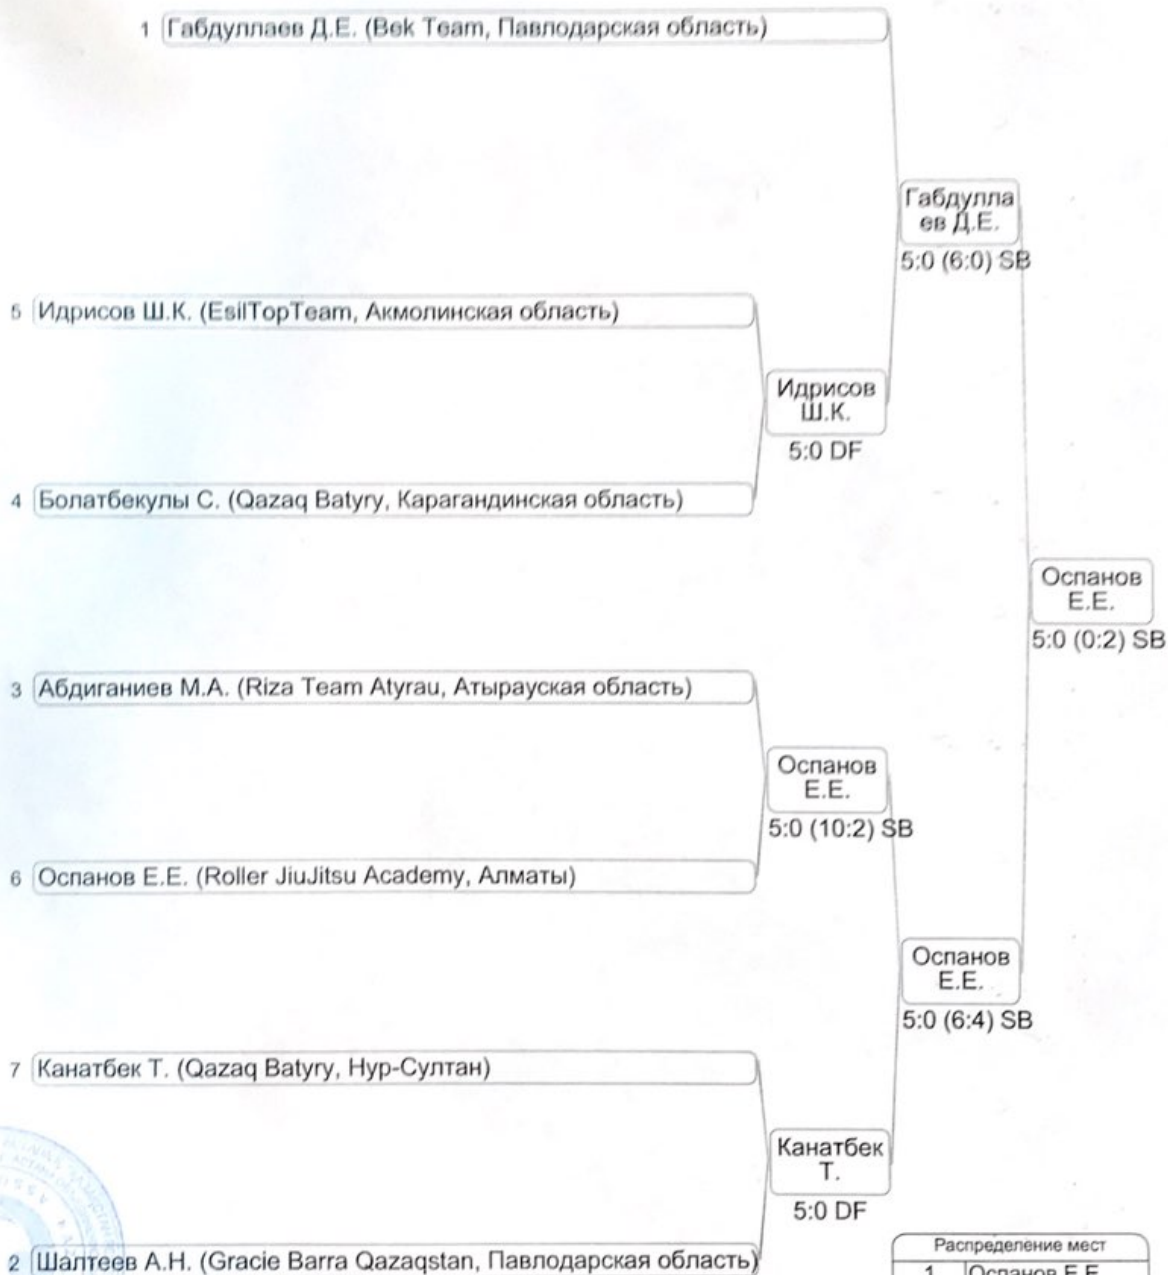 1 Габдуллаев Д.Е. (Bek Team, Павлодарская область)
Габдулла
ев Д.Е.
5:0 (6:0) SB
5 Идрисов Ш.К. (EsilTopTeam, Акмолинская область)
Идрисов
Ш.К.
5:0 DF
4 Болатбекулы С. (Qazaq Batyry, Карагандинская область)
Оспанов
Е.Е.
5:0 (0:2) SB
3 Абдиганиев М.А. (Riza Team Atyrau, Атырауская область)
Оспанов
Е.Е.
5:0 (10:2) SB
6 Оспанов Е.Е. (Roller JiuJitsu Academy, Алматы)
Оспанов
Е.Е.
5:0 (6:4) SB
7 Канатбек Т. (Qazaq Batyry, Нур-Султан)
Канатбек
Т.
5:0 DF
2 Шалтеев А.Н. (Gracie Barra Qazaqstan, Павлодарская область)
Распределение мест
1 Оспанов Е.Е.